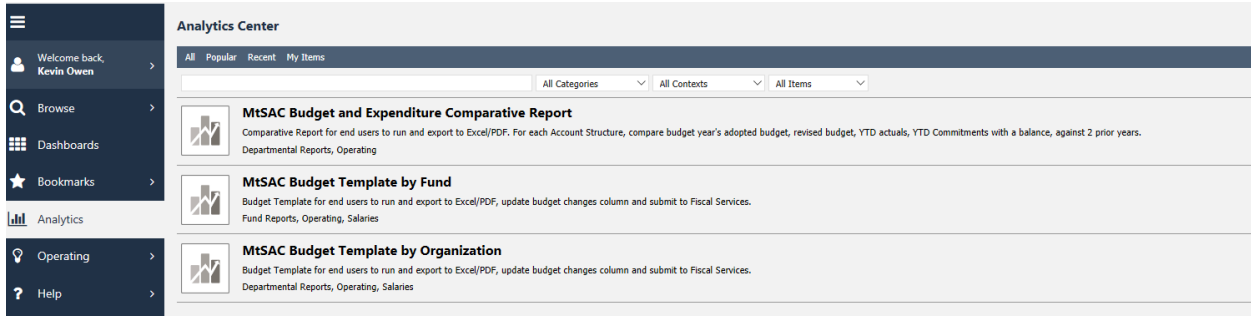 Analytics Center
Welcome back,
Kevin Owen
All Popular Recent My Items
All Categories All Contexts All Items
Browse
Dashboards
Bookmarks
Analytics
Operating
? Help
MtSAC Budget and Expenditure Comparative Report
Comparative Report for end users to run and export to Excel/PDF. For each Account Structure, compare budget year's adopted budget, revised budget, YTD actuals, YTD Commitments with a balance, against 2 prior years.
Departmental Reports, Operating
MtSAC Budget Template by Fund
Budget Template for end users to run and export to Excel/PDF, update budget changes column and submit to Fiscal Services.
Fund Reports, Operating, Salaries
MtSAC Budget Template by Organization
Budget Template for end users to run and export to Excel/PDF, update budget changes column and submit to Fiscal Services.
Departmental Reports, Operating, Salaries